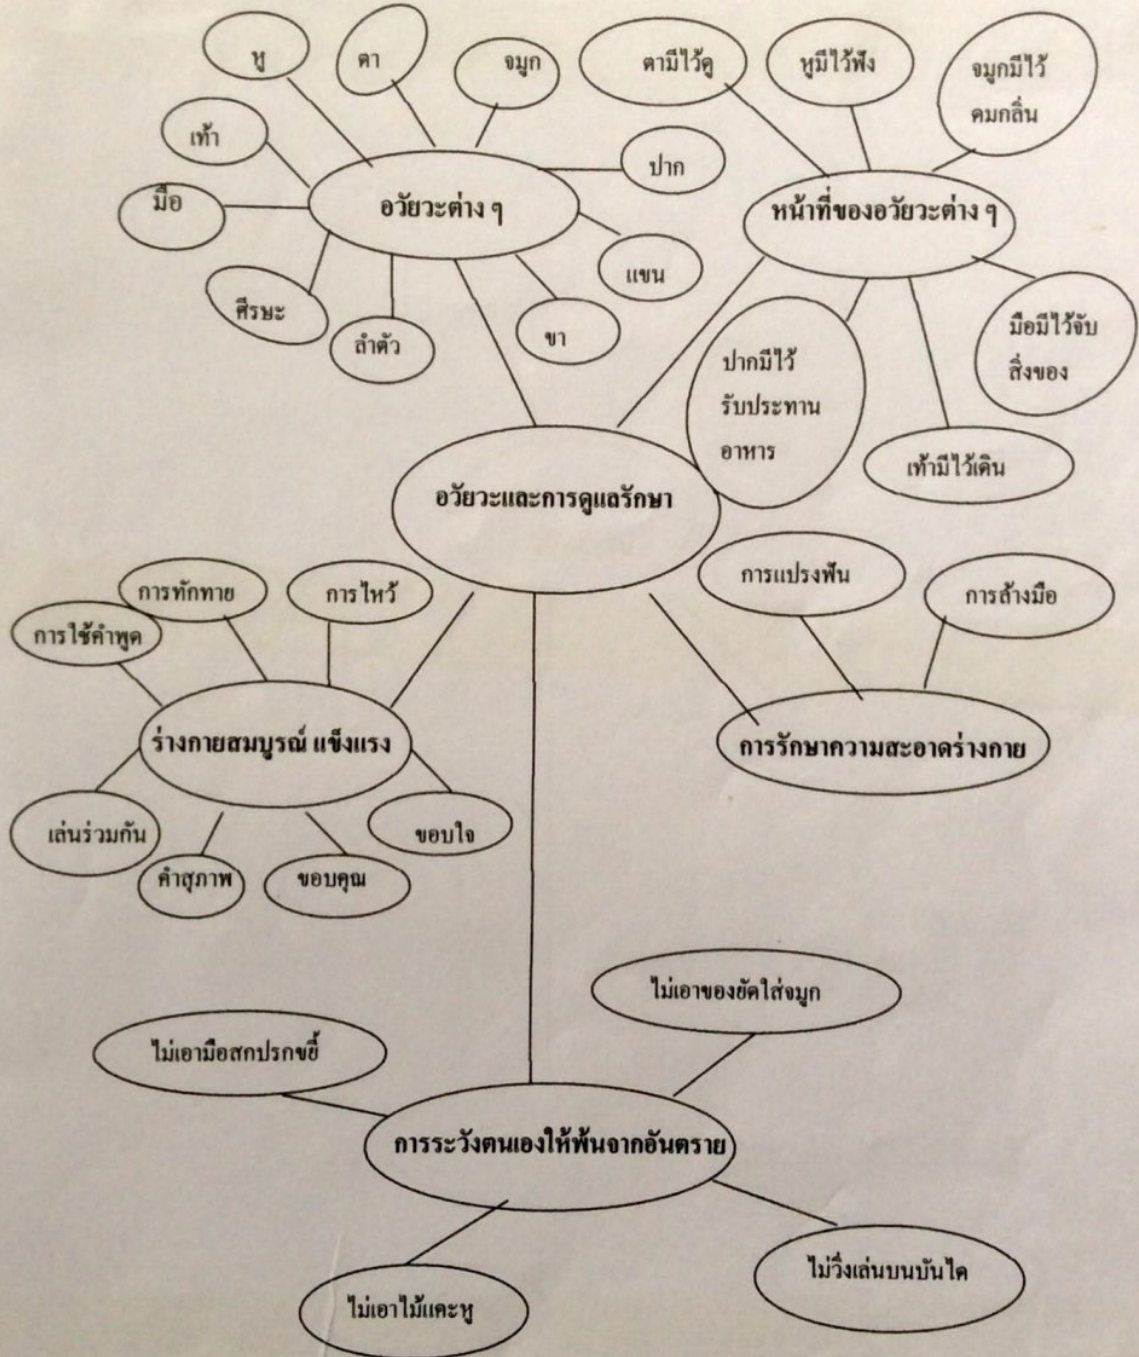 หู
ตา
จมูก
ตามีไว้ดู
หูมีไว้ฟัง
จมูกมีไว้
ดมกลิ่น
เท้า
ปาก
มือ
อวัยวะต่าง ๆ
หน้าที่ของอวัยวะต่าง ๆ
แขน
ศีรษะ
ลำตัว
ขา
มือมีไว้จับ
สิ่งของ
ปากมีไว้
รับประทาน
อาหาร
เท้ามีไว้เดิน
อวัยวะและการดูแลรักษา
การทักทาย
การไหว้
การแปรงฟัน
การล้างมือ
การใช้คำพูด
ร่างกายสมบูรณ์ แข็งแรง
การรักษาความสะอาดร่างกาย
เล่นร่วมกัน
ขอบใจ
คำสุภาพ
ขอบคุณ
ไม่เอาของยัดใส่จมูก
ไม่เอามือสกปรกขยี้
การระวังตนเองให้พ้นจากอันตราย
ไม่วิ่งเล่นบนบันได
ไม่เอาไม้แคะหู